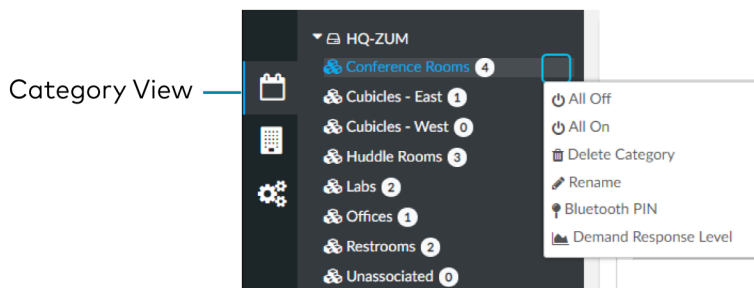 HQ-ZUM
Conference Rooms 4
Category View
Cubicles - East 1
Cubicles - West 0
Huddle Rooms 3
Labs 2
Offices 1
Restrooms 2
Unassociated 0
All Off
All On
Delete Category
Rename
Bluetooth PIN
Demand Response Level